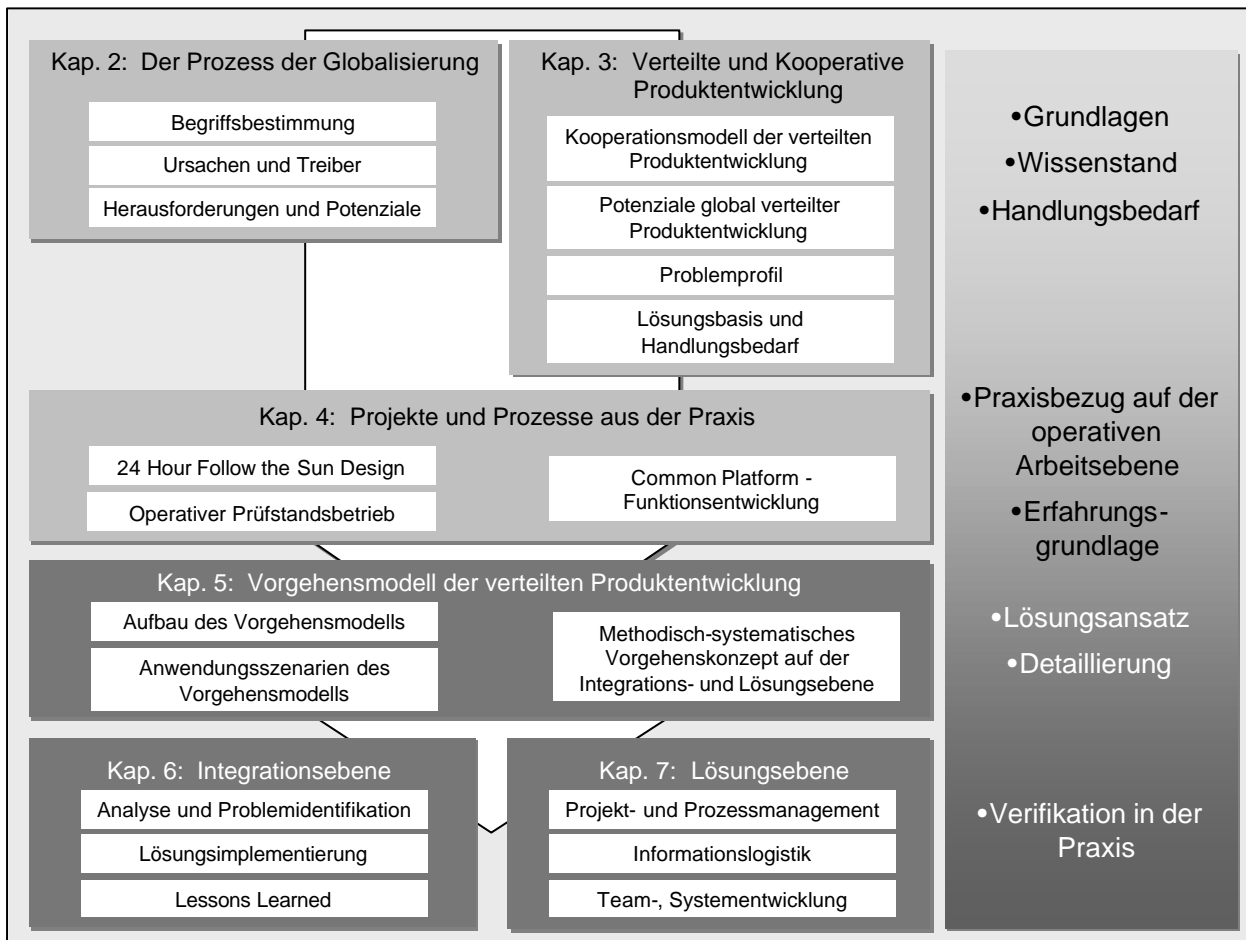 Kap. 2: Der Prozess der Globalisierung
Begriffsbestimmung
Ursachen und Treiber
Herausforderungen und Potenziale
Kap. 3: Verteilte und Kooperative
Produktentwicklung
Kooperationsmodell der verteilten
Produktentwicklung
Potenziale global verteilter
Produktentwicklung
Problemprofil
Lösungsbasis und
Handlungsbedarf
•Grundlagen
•Wissenstand
•Handlungsbedarf
Kap. 4: Projekte und Prozesse aus der Praxis
24 Hour Follow the Sun Design
Operativer Prüfstandsbetrieb
Common Platform -
Funktionsentwicklung
•Praxisbezug auf der
operativen
Arbeitsebene
•Erfahrungs-
grundlage
Kap. 5: Vorgehensmodell der verteilten Produktentwicklung
Aufbau des Vorgehensmodells
Anwendungsszenarien des
Vorgehensmodells
Methodisch-systematisches
Vorgehenskonzept auf der
Integrations- und Lösungsebene
•Lösungsansatz
•Detaillierung
Kap. 6: Integrationsebene
Analyse und Problemidentifikation
Lösungsimplementierung
Lessons Learned
Kap. 7: Lösungsebene
Projekt- und Prozessmanagement
Informationslogistik
Team-, Systementwicklung
•Verifikation in der
Praxis